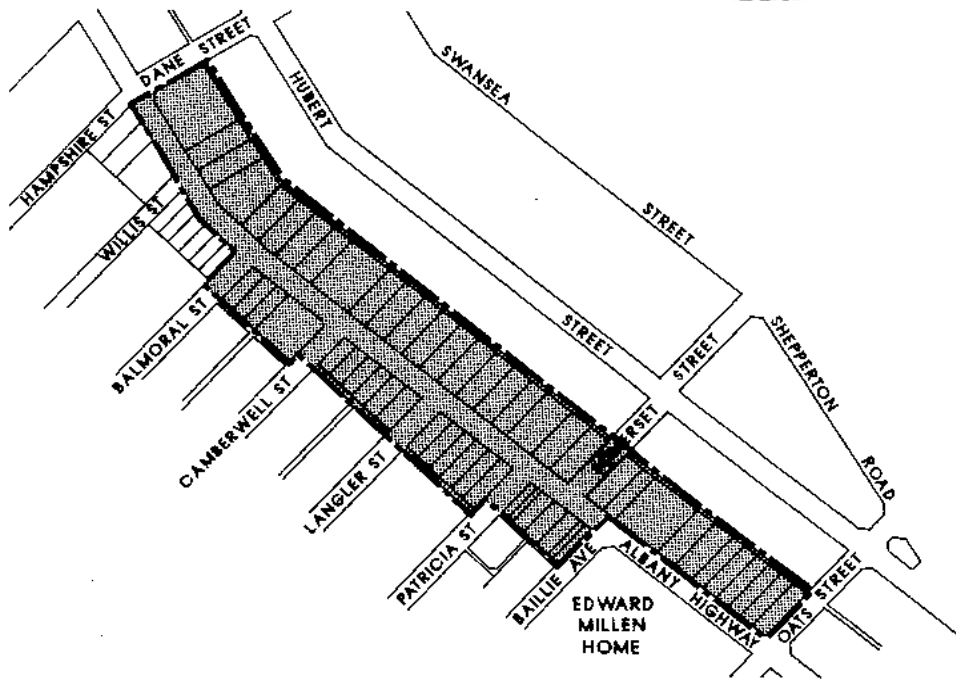 DANE STREET
SWANSEA
STREET
HUBERT
STREET
HAMPSHIRE ST
WILLIS ST
BALMORAL ST
CAMBERWELL ST
LANGLER ST
PATRICIA ST
BAILLIE AVE
STREET
SHEPPERTON
ROAD
ALBANY
HIGHWAY
OATS STREET
EDWARD
MILLEN
HOME